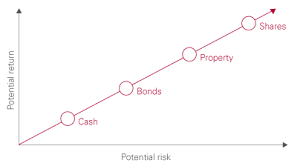 Shares
Property
Bonds
Cash
Potential return
Potential risk